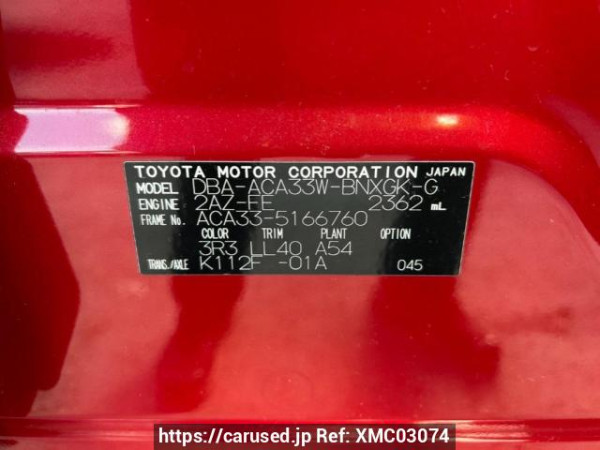 TOYOTA MOTOR CORPORATION JAPAN
MODEL DBA-ACA33W-BNXGK-G
ENGINE 2AZ-FE 2362 mL
FRAME No. ACA33-5166760
COLOR TRIM PLANT
3R3 LL40 A54
TRANS./AXLE K112F -01A 045
https://carused.jp Ref: XMC03074